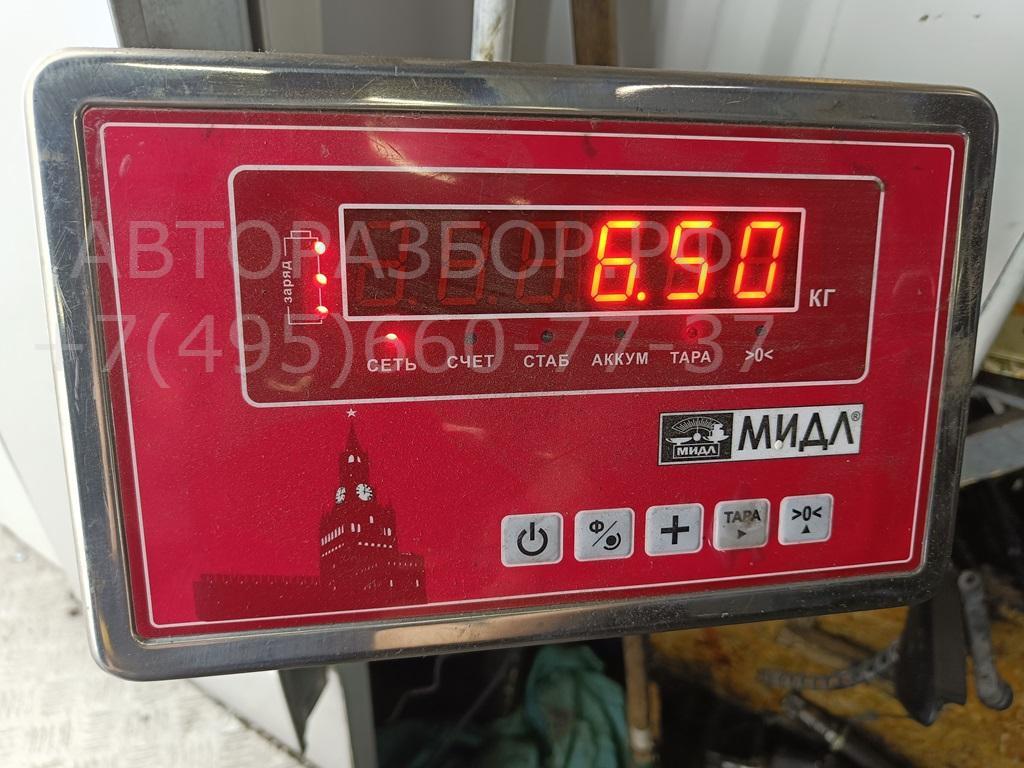 АВТОРАЗБОР.РФ
+7(495)660-77-37
заряд
6.50
кг
СЕТЬ СЧЕТ СТАБ АККУМ ТАРА >0<
МИДЛ МИДЛ®
Ф/ + ТАРА >0<